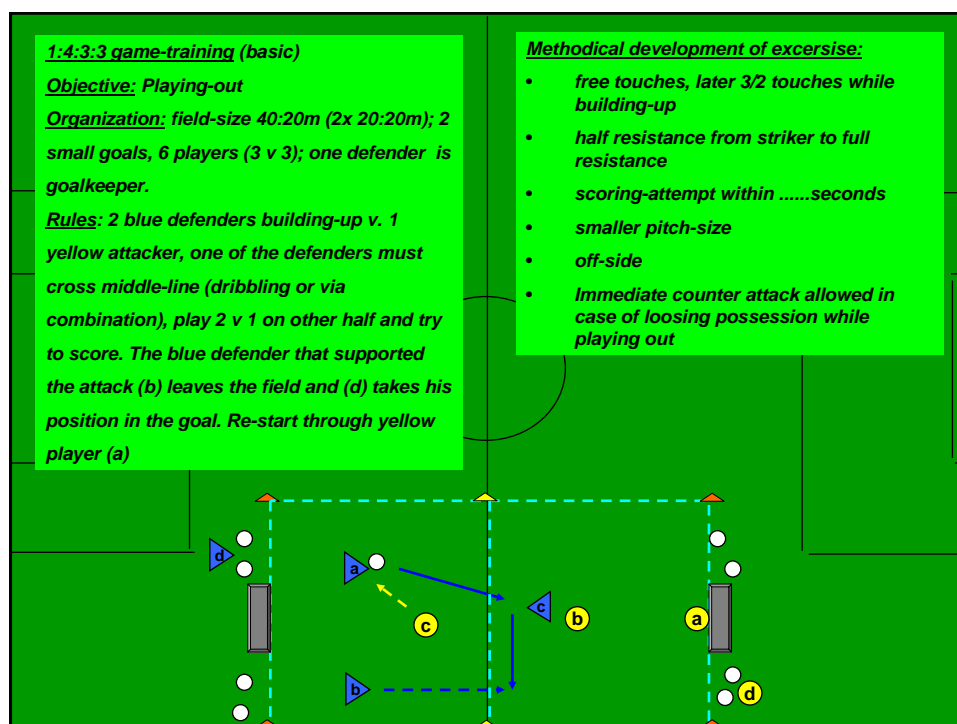 1:4:3:3 game-training (basic)
Objective: Playing-out
Organization: field-size 40:20m (2x 20:20m); 2
small goals, 6 players (3 v 3); one defender is
goalkeeper.
Rules: 2 blue defenders building-up v. 1
yellow attacker, one of the defenders must
cross middle-line (dribbling or via
combination), play 2 v 1 on other half and try
to score. The blue defender that supported
the attack (b) leaves the field and (d) takes his
position in the goal. Re-start through yellow
player (a)
Methodical development of excersise:
• free touches, later 3/2 touches while
building-up
• half resistance from striker to full
resistance
• scoring-attempt within ......seconds
• smaller pitch-size
• off-side
• Immediate counter attack allowed in
case of loosing possession while
playing out
d
a
c
c
b
a
b
d